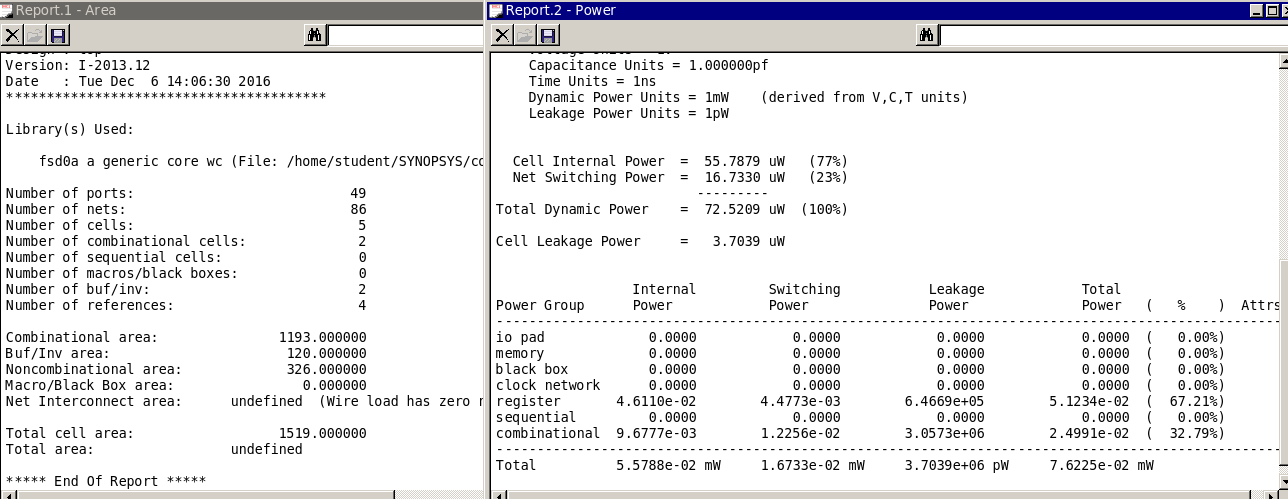 Report.1 - Area
Version: I-2013.12
Date   : Tue Dec  6 14:06:30 2016
****************************************
Library(s) Used:
fsd0a a generic core wc (File: /home/student/SYNOPSYS/co
Number of ports: 49
Number of nets: 86
Number of cells: 5
Number of combinational cells: 2
Number of sequential cells: 0
Number of macros/black boxes: 0
Number of buf/inv: 2
Number of references: 4
Combinational area: 1193.000000
Buf/Inv area: 120.000000
Noncombinational area: 326.000000
Macro/Black Box area: 0.000000
Net Interconnect area: undefined (Wire load has zero
Total cell area: 1519.000000
Total area: undefined
***** End Of Report *****
Report.2 - Power
Capacitance Units = 1.000000pf
Time Units = 1ns
Dynamic Power Units = 1mW    (derived from V,C,T units)
Leakage Power Units = 1pW
Cell Internal Power  =  55.7879 uW   (77%)
Net Switching Power  =  16.7330 uW   (23%)
---------
Total Dynamic Power    =  72.5209 uW  (100%)
Cell Leakage Power     =   3.7039 uW
Internal Switching Leakage Total
Power Group Power Power Power Power ( % ) Attrs
io pad 0.0000 0.0000 0.0000 0.0000 ( 0.00%)
memory 0.0000 0.0000 0.0000 0.0000 ( 0.00%)
black box 0.0000 0.0000 0.0000 0.0000 ( 0.00%)
clock network 0.0000 0.0000 0.0000 0.0000 ( 0.00%)
register 4.6110e-02 4.4773e-03 6.4669e+05 5.1234e-02 ( 67.21%)
sequential 0.0000 0.0000 0.0000 0.0000 ( 0.00%)
combinational 9.6777e-03 1.2256e-02 3.0573e+06 2.4991e-02 ( 32.79%)
Total 5.5788e-02 mW 1.6733e-02 mW 3.7039e+06 pW 7.6225e-02 mW